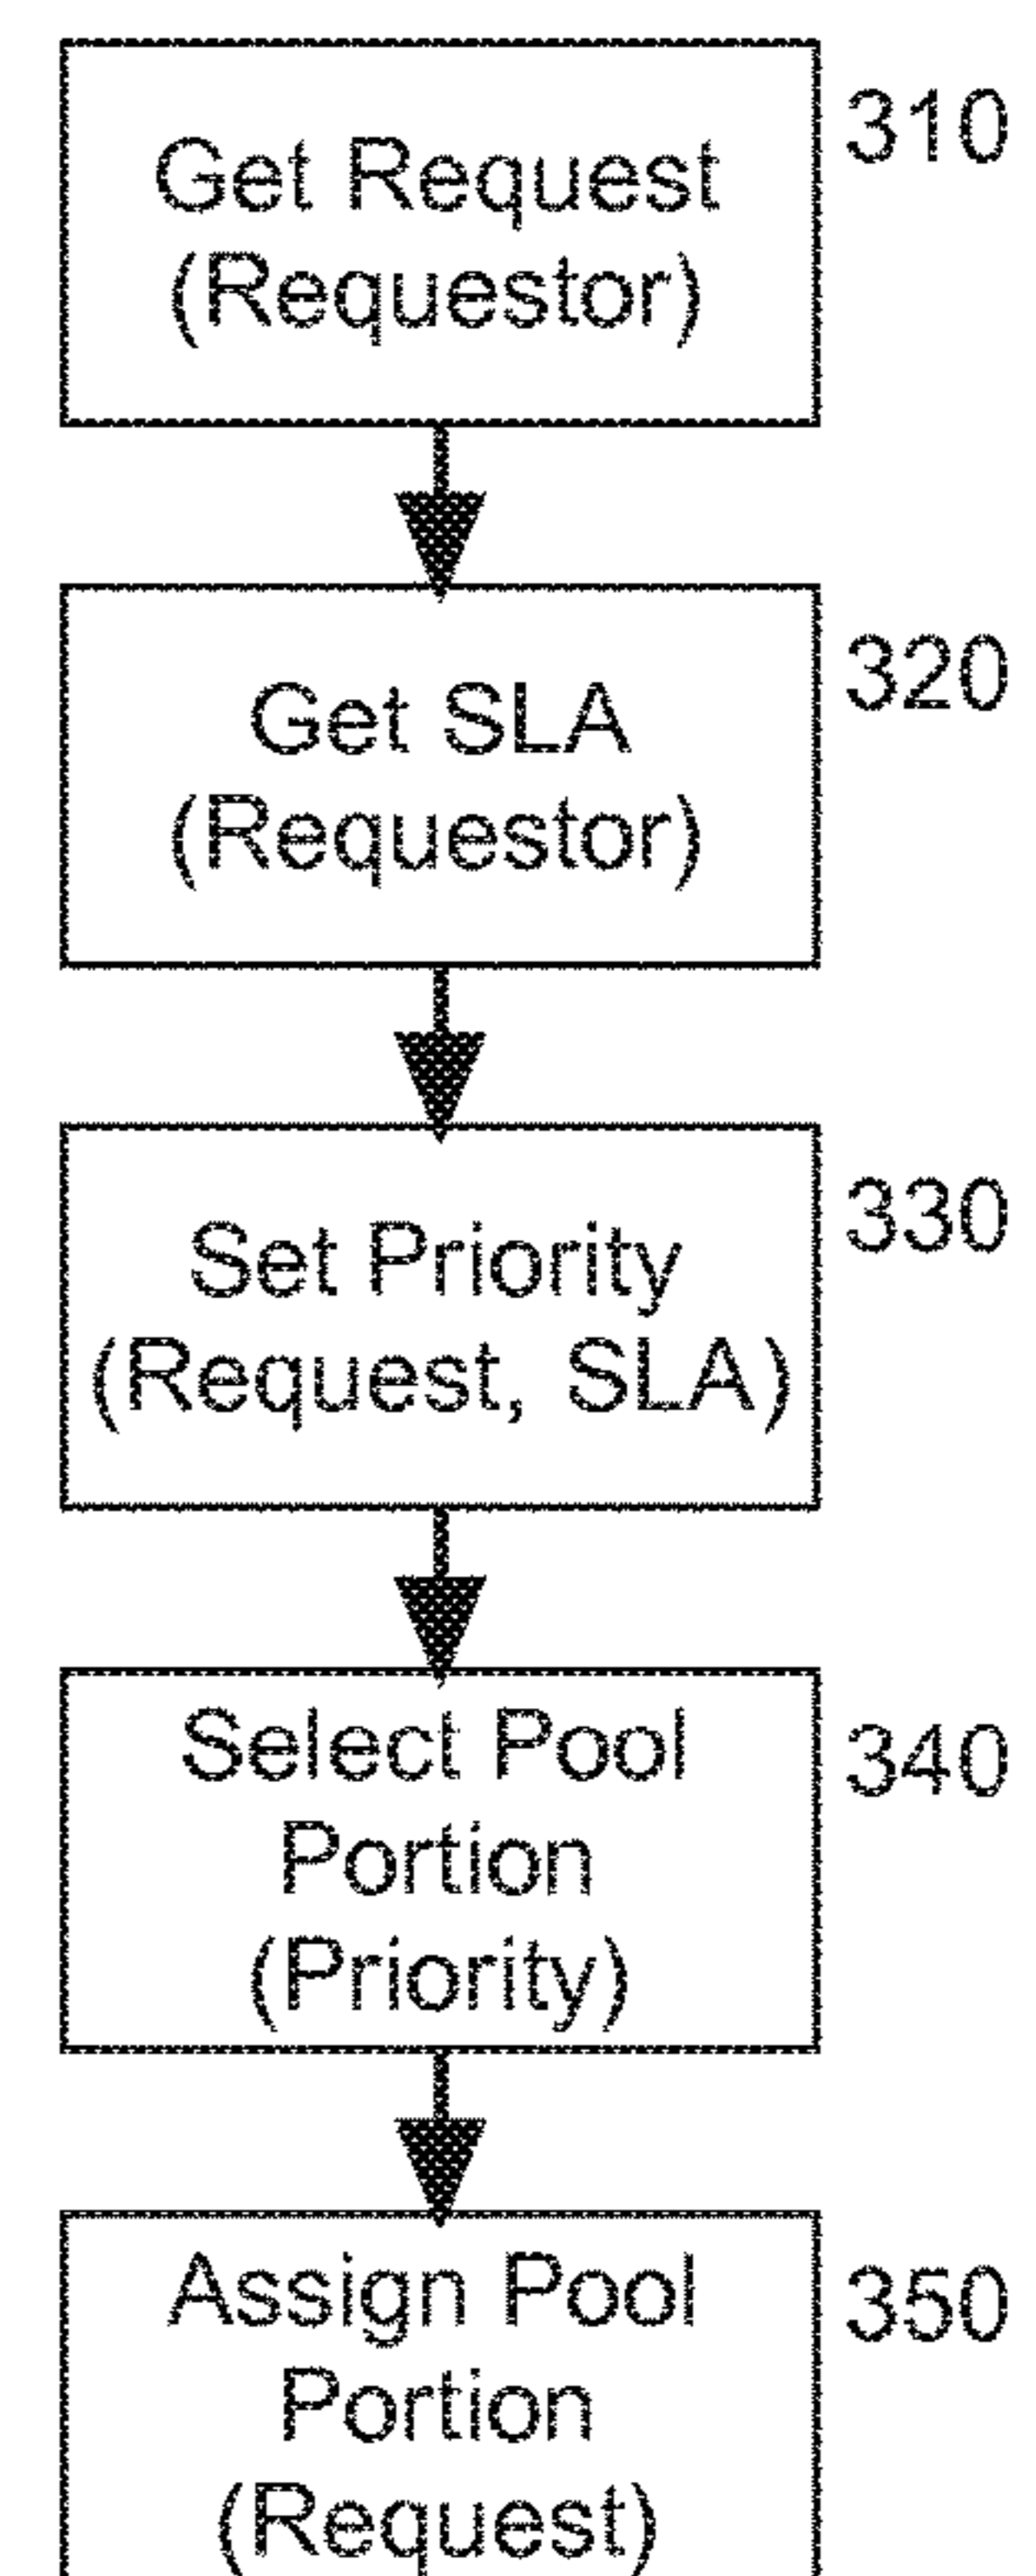 Get Request
(Requestor)
310
Get SLA
(Requestor)
320
Set Priority
(Request, SLA)
330
Select Pool
Portion
(Priority)
340
Assign Pool
Portion
(Request)
350